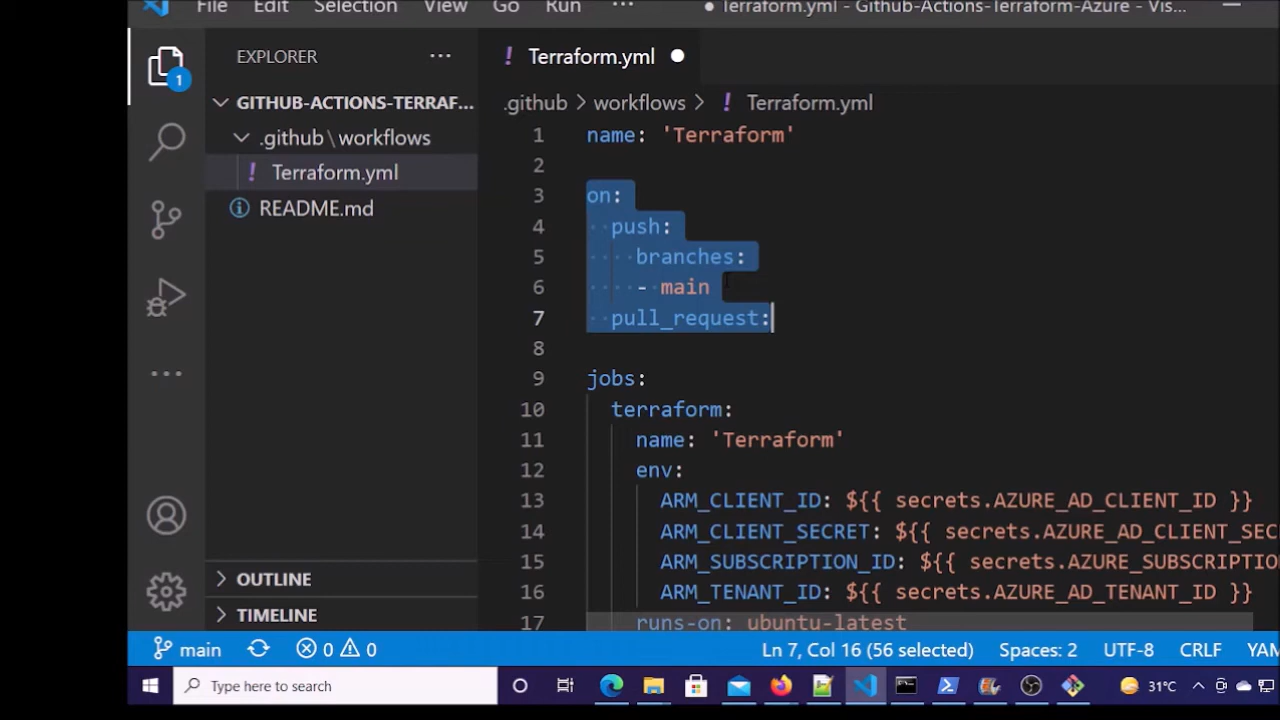 File Edit Selection View Go Run ··· ● Terraform.yml - Github-Actions-Terraform-Azure - Vis...
1
EXPLORER ···
GITHUB-ACTIONS-TERRAF...
.github\workflows
! Terraform.yml
README.md
OUTLINE
TIMELINE
! Terraform.yml ●
.github > workflows > ! Terraform.yml
1 name: 'Terraform'
2
3 on:
4 push:
5 branches:
6 - main
7 pull_request:
8
9 jobs:
10 terraform:
11 name: 'Terraform'
12 env:
13 ARM_CLIENT_ID: ${{ secrets.AZURE_AD_CLIENT_ID }}
14 ARM_CLIENT_SECRET: ${{ secrets.AZURE_AD_CLIENT_SEC
15 ARM_SUBSCRIPTION_ID: ${{ secrets.AZURE_SUBSCRIPTIO
16 ARM_TENANT_ID: ${{ secrets.AZURE_AD_TENANT_ID }}
17 runs-on: ubuntu-latest
main 0 0 Ln 7, Col 16 (56 selected) Spaces: 2 UTF-8 CRLF YAM
Type here to search 31°C